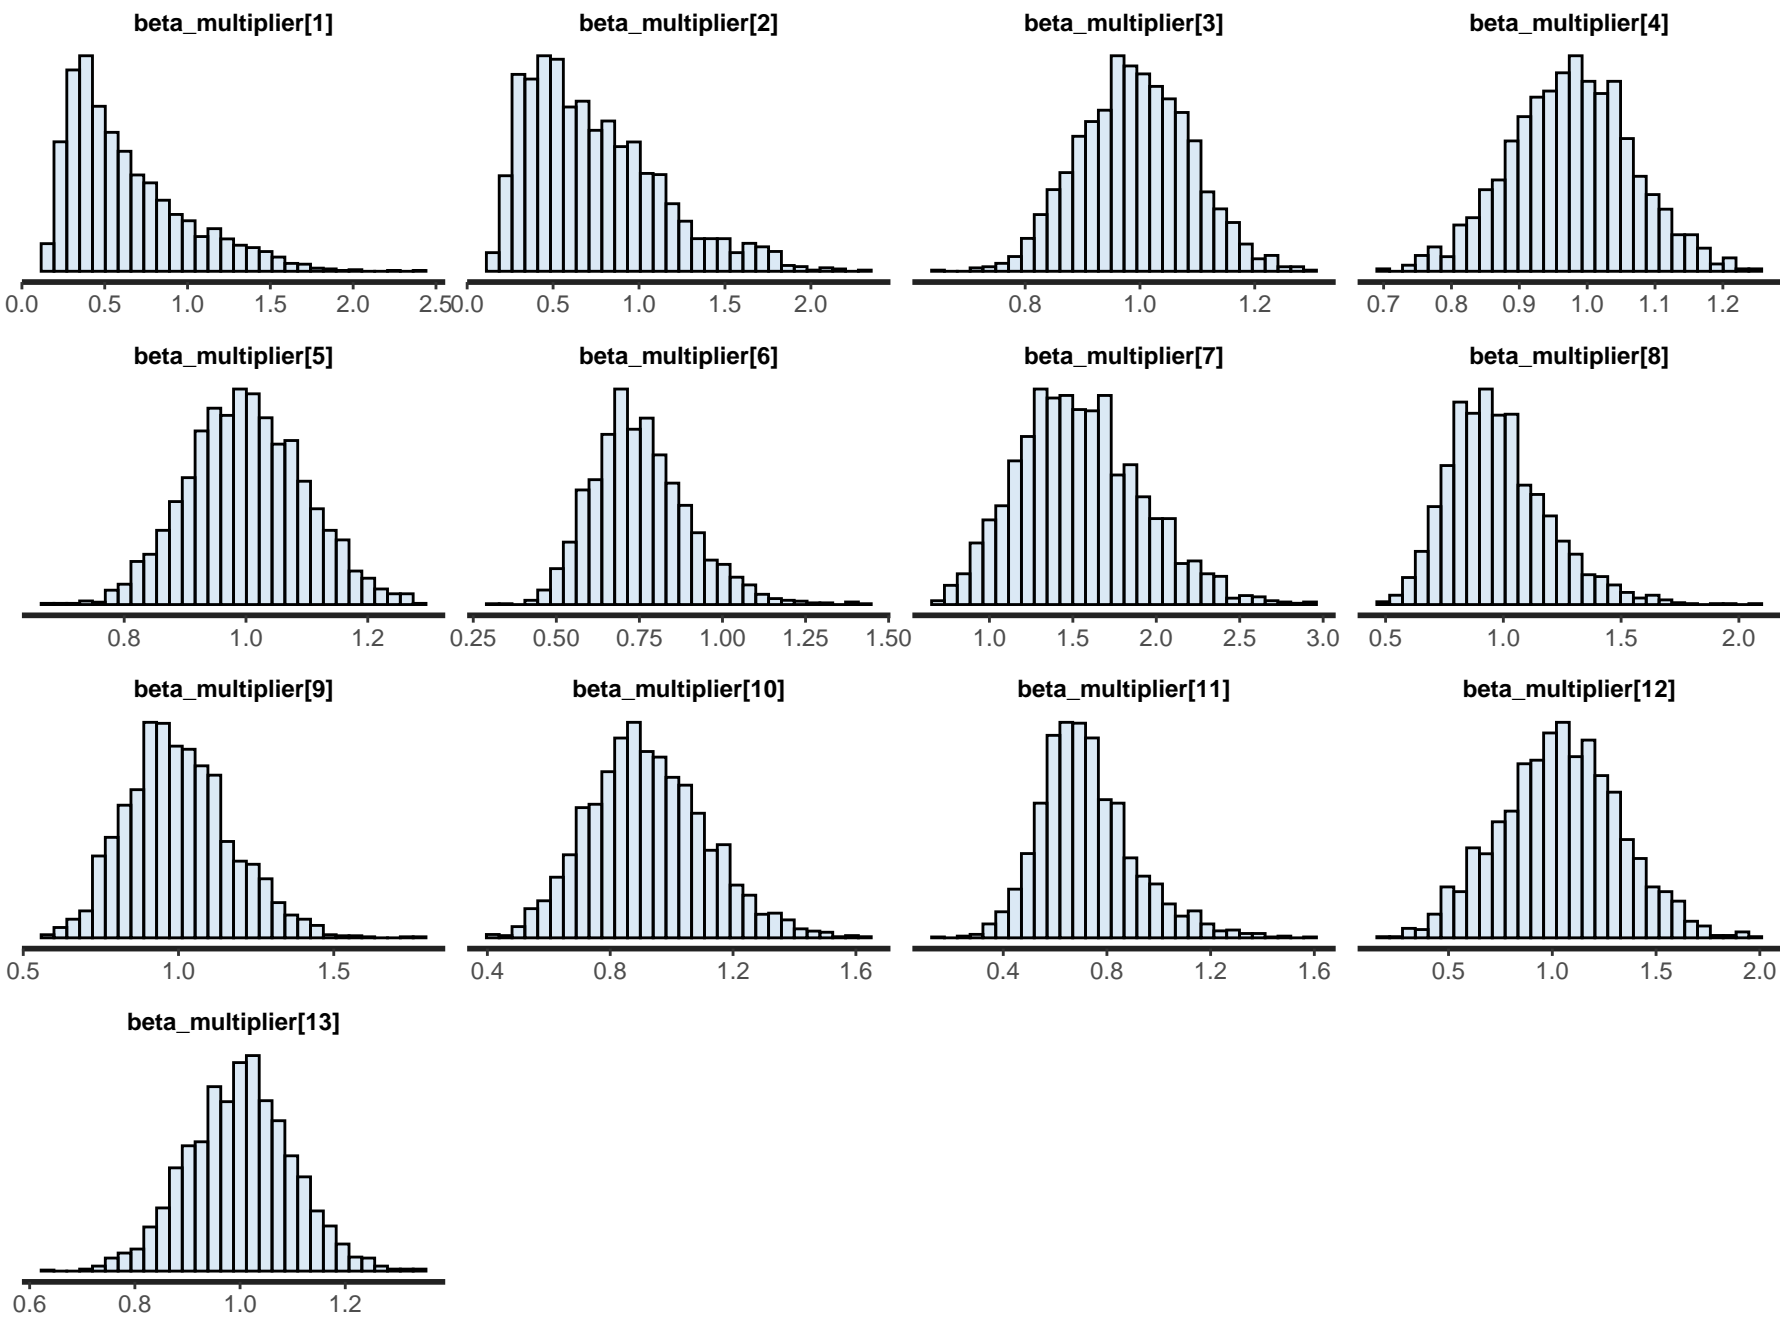 beta_multiplier[1] beta_multiplier[2] beta_multiplier[3] beta_multiplier[4]
0.0 0.5 1.0 1.5 2.0 2.5 0.0 0.5 1.0 1.5 2.0 0.8 1.0 1.2 0.7 0.8 0.9 1.0 1.1 1.2
beta_multiplier[5] beta_multiplier[6] beta_multiplier[7] beta_multiplier[8]
0.8 1.0 1.2 0.25 0.50 0.75 1.00 1.25 1.50 1.0 1.5 2.0 2.5 3.0 0.5 1.0 1.5 2.0
beta_multiplier[9] beta_multiplier[10] beta_multiplier[11] beta_multiplier[12]
0.5 1.0 1.5 0.4 0.8 1.2 1.6 0.4 0.8 1.2 1.6 0.5 1.0 1.5 2.0
beta_multiplier[13]
0.6 0.8 1.0 1.2